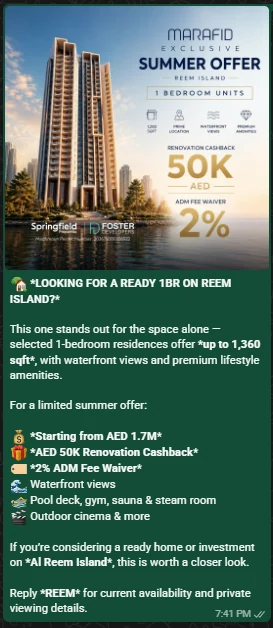 MARAFID
EXCLUSIVE
SUMMER OFFER
REEM ISLAND
1 BEDROOM UNITS
PRIME
LOCATION
WATERFRONT
VIEWS
PREMIUM
AMENITIES
RENOVATION CASHBACK
50K
AED
ADM FEE WAIVER
2%
Springfield
Properties
FOSTER
DEVELOPERS
🏡 *LOOKING FOR A READY 1BR ON REEM
ISLAND?*
This one stands out for the space alone —
selected 1-bedroom residences offer *up to 1,360
sqft*, with waterfront views and premium lifestyle
amenities.
For a limited summer offer:
💰 *Starting from AED 1.7M*
🎁 *AED 50K Renovation Cashback*
🏷️ *2% ADM Fee Waiver*
🌊 Waterfront views
🏊 Pool deck, gym, sauna & steam room
🎬 Outdoor cinema & more
If you're considering a ready home or investment
on *Al Reem Island*, this is worth a closer look.
Reply *REEM* for current availability and private
viewing details.
7:41 PM